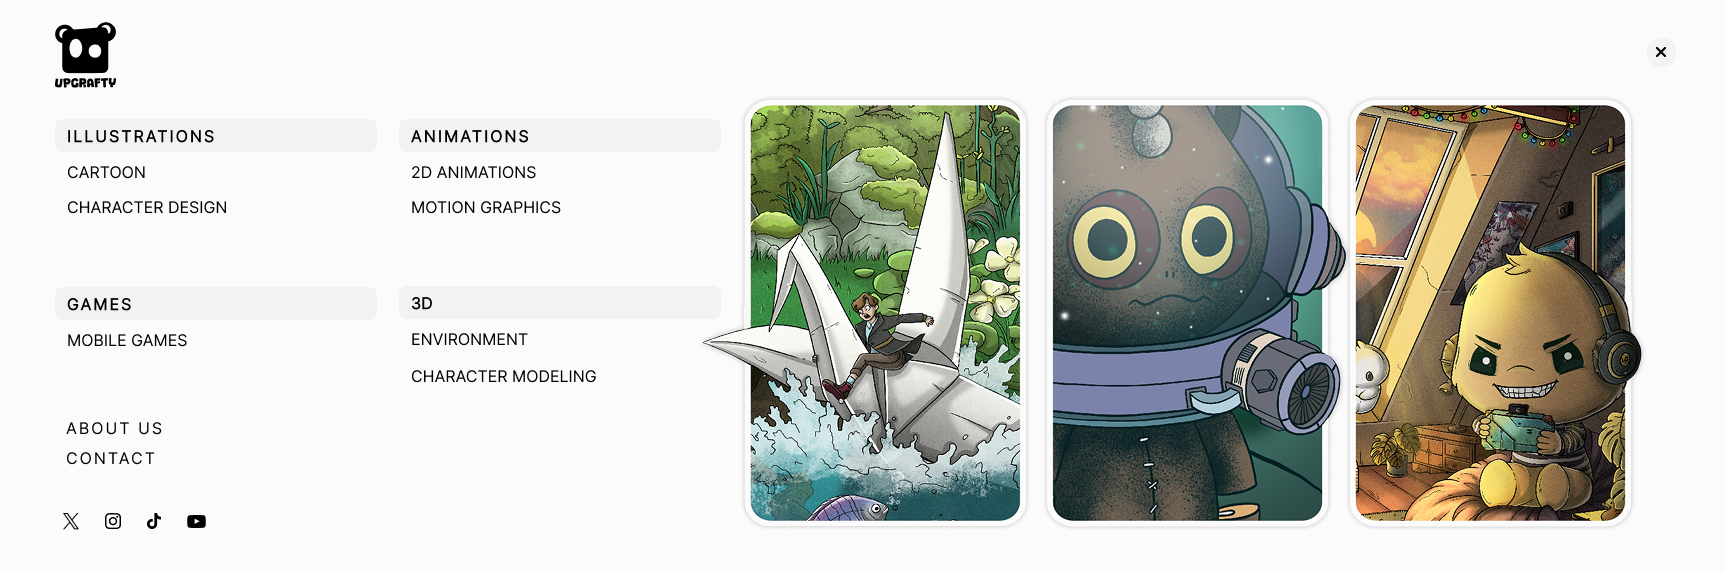 UPGRAFTY
ILLUSTRATIONS
CARTOON
CHARACTER DESIGN
ANIMATIONS
2D ANIMATIONS
MOTION GRAPHICS
GAMES
MOBILE GAMES
3D
ENVIRONMENT
CHARACTER MODELING
ABOUT US
CONTACT